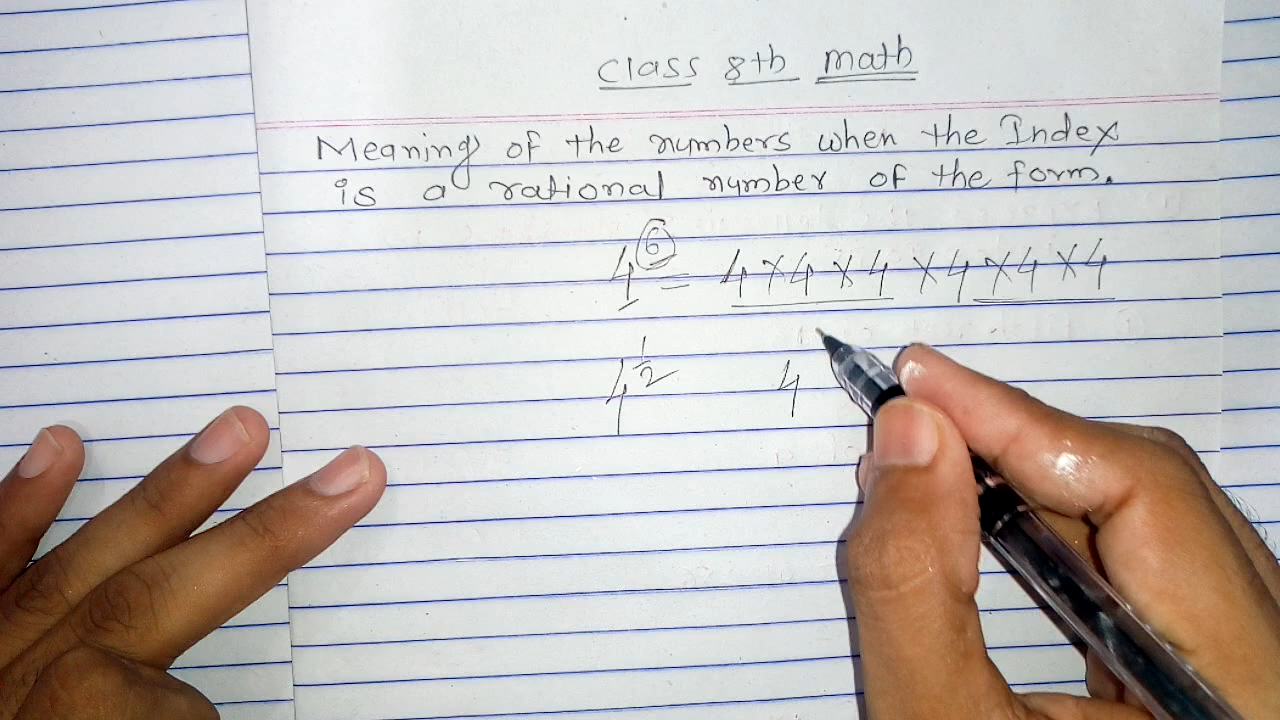 Class 8th math
Meaning of the numbers when the Index
is a rational number of the form.
4⁶ = 4×4×4×4×4×4
4^1/2 4